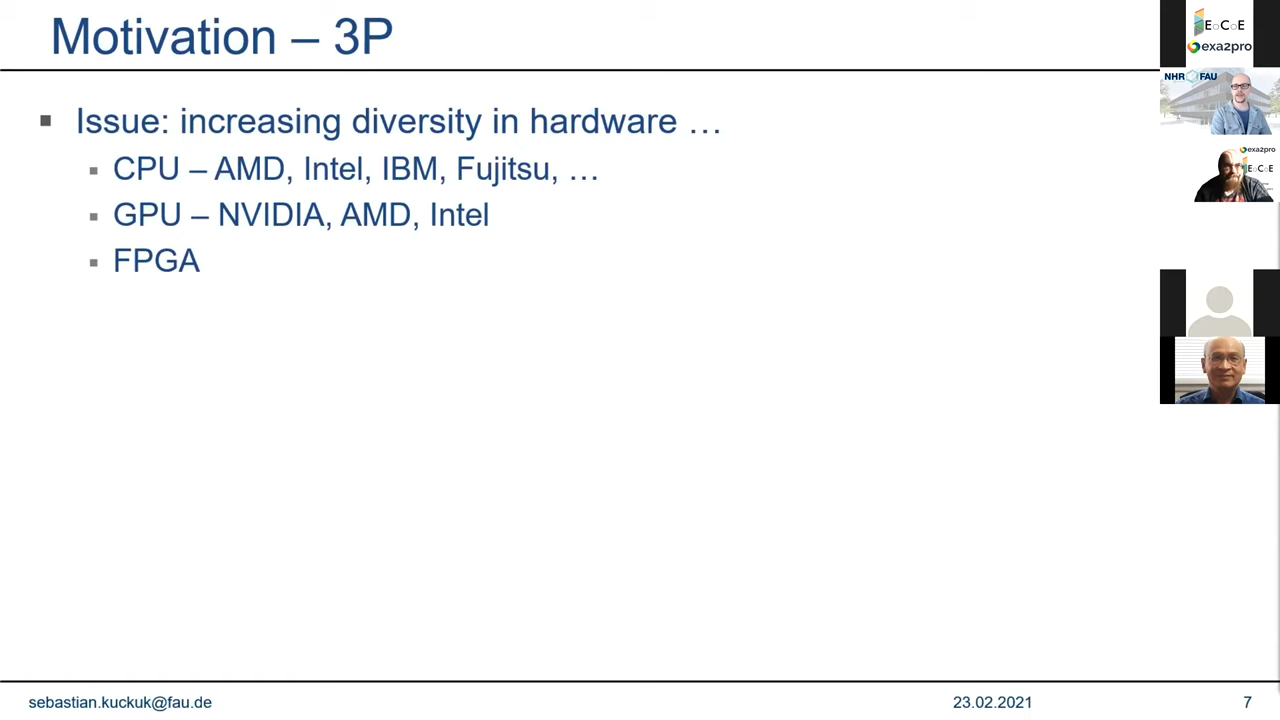 Motivation – 3P
Issue: increasing diversity in hardware …
CPU – AMD, Intel, IBM, Fujitsu, …
GPU – NVIDIA, AMD, Intel
FPGA
sebastian.kuckuk@fau.de
23.02.2021
7
EoCoE
exa2pro
NHR FAU
exa2pro
EoCoE